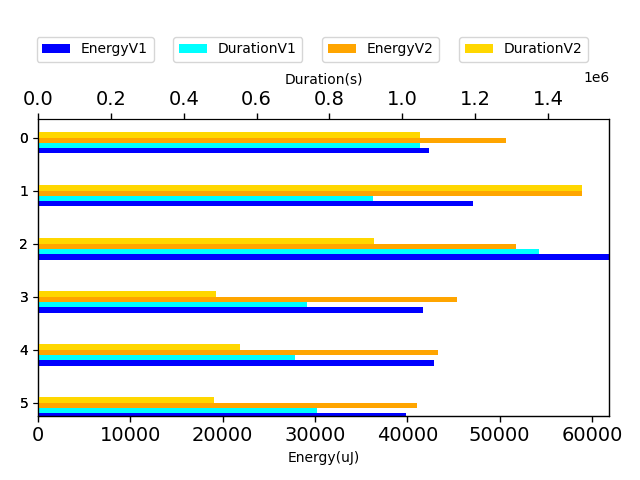 EnergyV1 DurationV1 EnergyV2 DurationV2
Duration(s)
1e6
0.0 0.2 0.4 0.6 0.8 1.0 1.2 1.4
0
1
2
3
4
5
0 10000 20000 30000 40000 50000 60000
Energy(uJ)